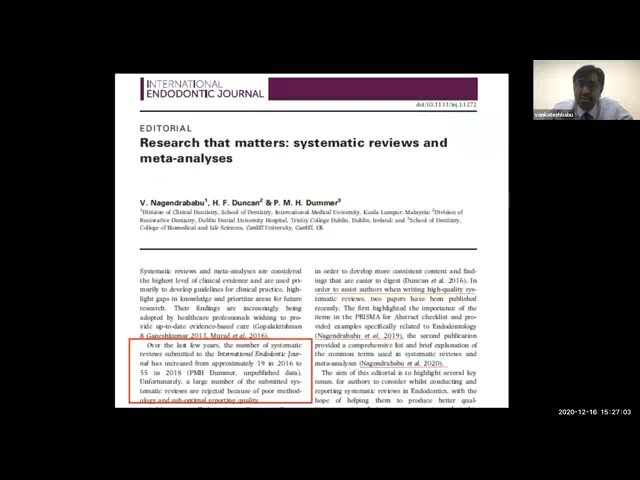 INTERNATIONAL
ENDODONTIC JOURNAL
doi:10.1111/iej.13272
EDITORIAL
Research that matters: systematic reviews and
meta-analyses
V. Nagendrababu¹, H. F. Duncan² & P. M. H. Dummer³
¹Division of Clinical Dentistry, School of Dentistry, International Medical University, Kuala Lumpur, Malaysia; ²Division of
Restorative Dentistry, Dublin Dental University Hospital, Trinity College Dublin, Dublin, Ireland; and ³School of Dentistry,
College of Biomedical and Life Sciences, Cardiff University, Cardiff, UK
Systematic reviews and meta-analyses are considered
the highest level of clinical evidence and are used pri-
marily to develop guidelines for clinical practice, high-
light gaps in knowledge and prioritize areas for future
research. Their findings are increasingly being
adopted by healthcare professionals wishing to pro-
vide up-to-date evidence-based care (Gopalakrishnan
& Ganeshkumar 2013, Murad et al. 2016).
Over the last few years, the number of systematic
reviews submitted to the International Endodontic Jour-
nal has increased from approximately 19 in 2016 to
55 in 2018 (PMH Dummer, unpublished data).
Unfortunately, a large number of the submitted sys-
tematic reviews are rejected because of poor method-
ology and sub-optimal reporting quality.
in order to develop more consistent content and find-
ings that are easier to digest (Duncan et al. 2016). In
order to assist authors when writing high-quality sys-
tematic reviews, two papers have been published
recently. The first highlighted the importance of the
items in the PRISMA for Abstract checklist and pro-
vided examples specifically related to Endodontology
(Nagendrababu et al. 2019), the second publication
provided a comprehensive list and brief explanation of
the common terms used in systematic reviews and
meta-analyses (Nagendrababu et al. 2020).
The aim of this editorial is to highlight several key
issues, for authors to consider whilst conducting and
reporting systematic reviews in Endodontics, with the
hope of helping them to produce better qual-
venkateshbabu
2020-12-16 15:27:03